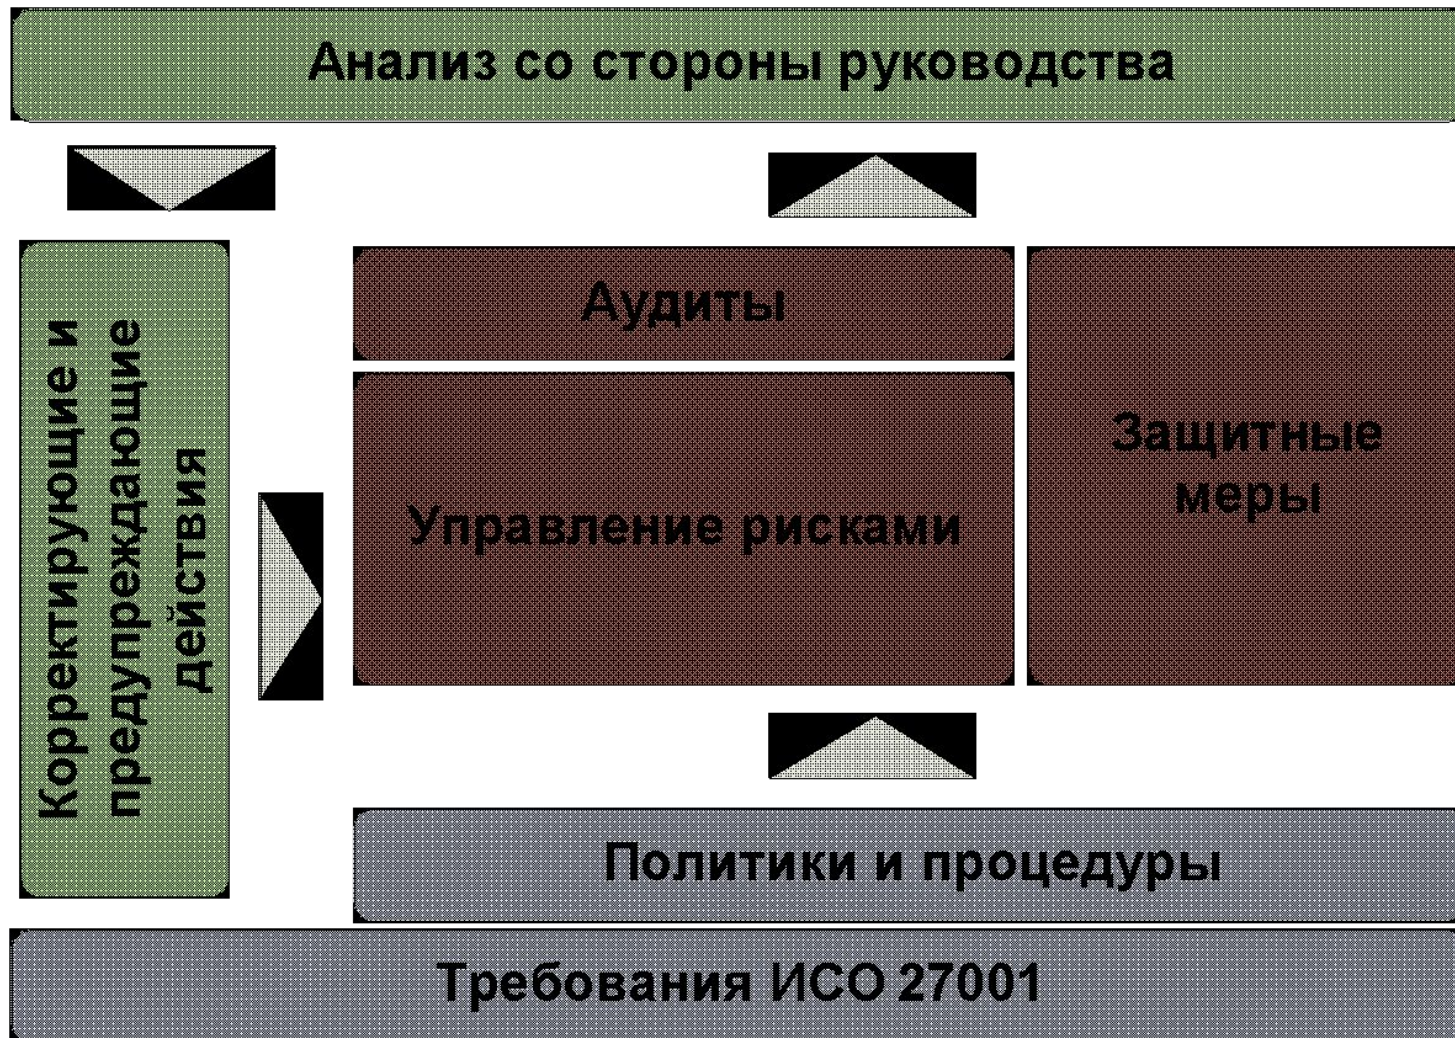 Анализ со стороны руководства
Корректирующие и
предупреждающие
действия
Аудиты
Управление рисками
Защитные
меры
Политики и процедуры
Требования ИСО 27001